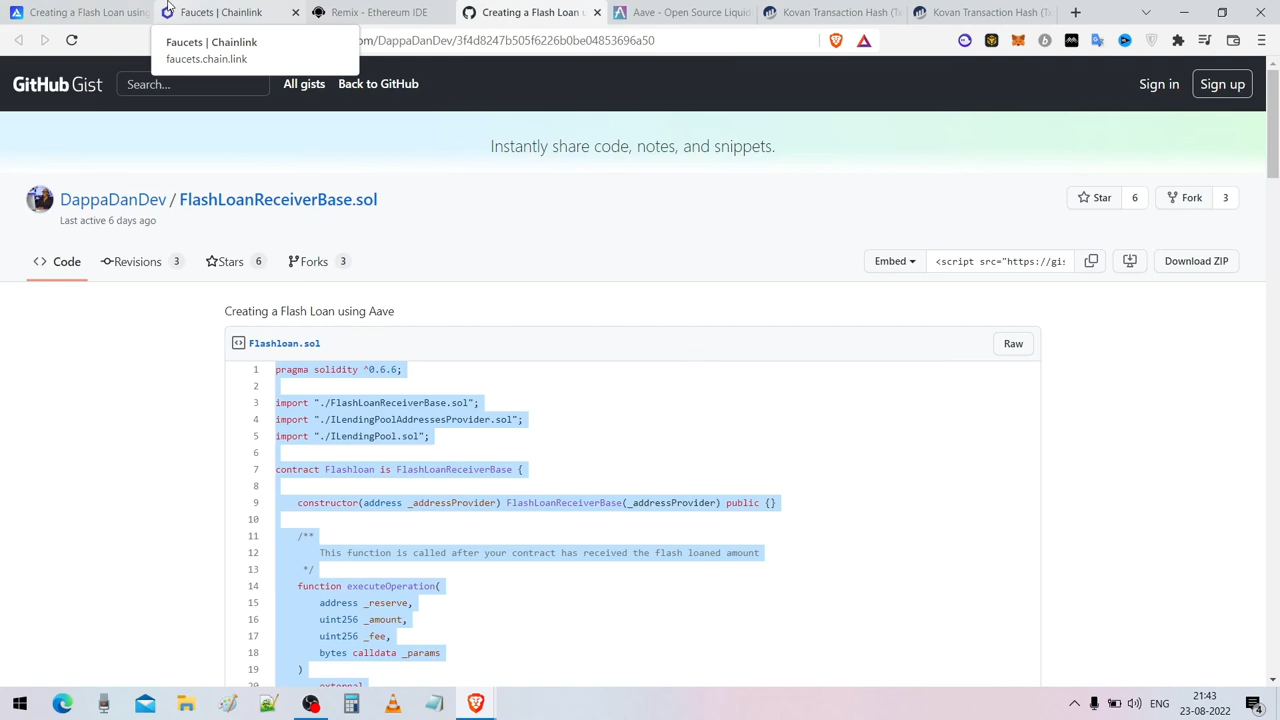 Creating a Flash Loan using
Faucets | Chainlink
Remix - Ethereum IDE
Creating a Flash Loan u
Aave - Open Source Liquidi
Kovan Transaction Hash
Kovan Transaction Hash
Faucets | Chainlink
faucets.chain.link
om/DappaDanDev/3f4d8247b505f6226b0be04853696a50
GitHub Gist
Search...
All gists
Back to GitHub
Sign in
Sign up
Instantly share code, notes, and snippets.
DappaDanDev / FlashLoanReceiverBase.sol
Last active 6 days ago
Star 6
Fork 3
Code
Revisions 3
Stars 6
Forks 3
Embed
<script src="https://gis
Download ZIP
Creating a Flash Loan using Aave
Flashloan.sol
Raw
1 pragma solidity ^0.6.6;
2
3 import "./FlashLoanReceiverBase.sol";
4 import "./ILendingPoolAddressesProvider.sol";
5 import "./ILendingPool.sol";
6
7 contract Flashloan is FlashLoanReceiverBase {
8
9 constructor(address _addressProvider) FlashLoanReceiverBase(_addressProvider) public {}
10
11 /**
12 This function is called after your contract has received the flash loaned amount
13 */
14 function executeOperation(
15 address _reserve,
16 uint256 _amount,
17 uint256 _fee,
18 bytes calldata _params
19 )
20 external
ENG
21:43
23-08-2022
4